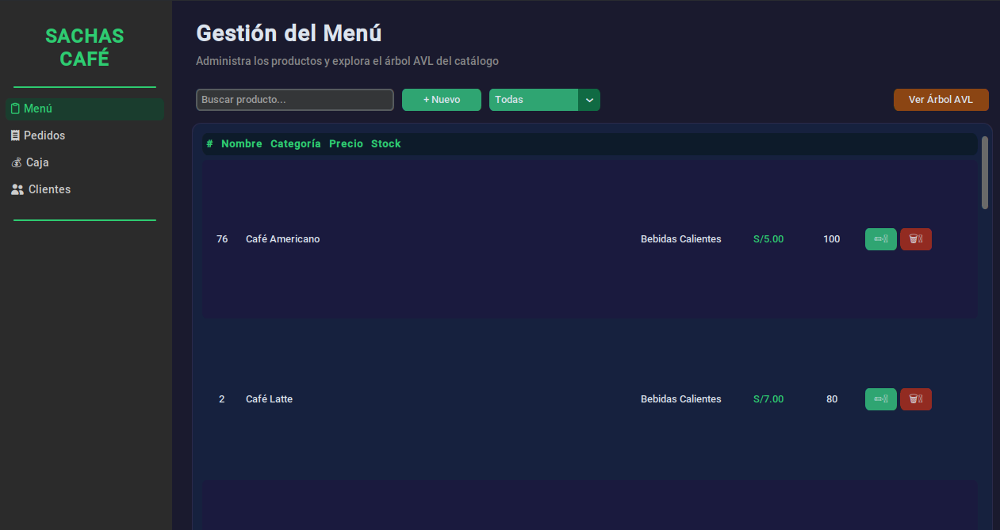 SACHAS
CAFÉ
Menú
Pedidos
Caja
Clientes
Gestión del Menú
Administra los productos y explora el árbol AVL del catálogo
Buscar producto...
+ Nuevo
Todas
Ver Árbol AVL
# Nombre Categoría Precio Stock
76 Café Americano Bebidas Calientes S/5.00 100
2 Café Latte Bebidas Calientes S/7.00 80